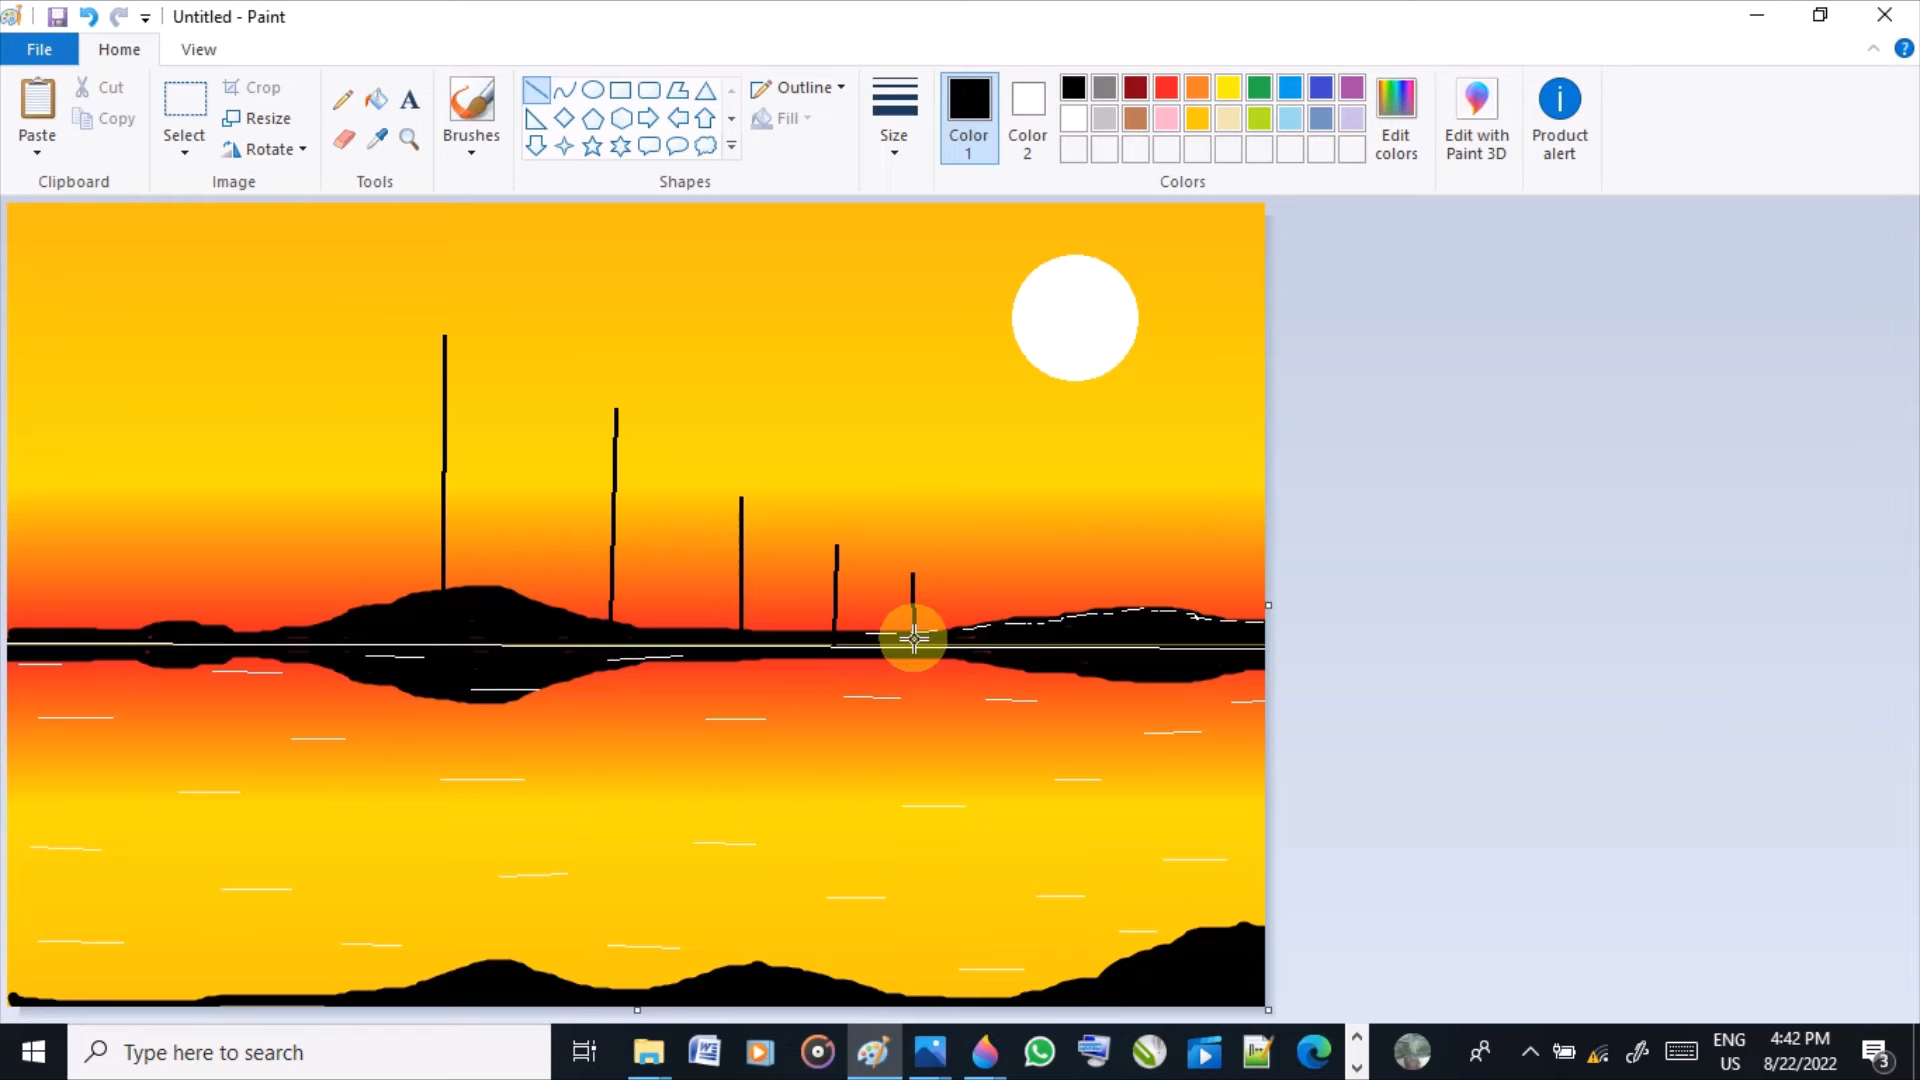 Untitled - Paint
File Home View
Paste
Cut
Copy
Clipboard
Select
Crop
Resize
Rotate
Image
A
Tools
Brushes
Shapes
Outline
Fill
Size
Color 1
Color 2
Colors
Edit colors
Edit with Paint 3D
Product alert
Type here to search
ENG
US
4:42 PM
8/22/2022
3